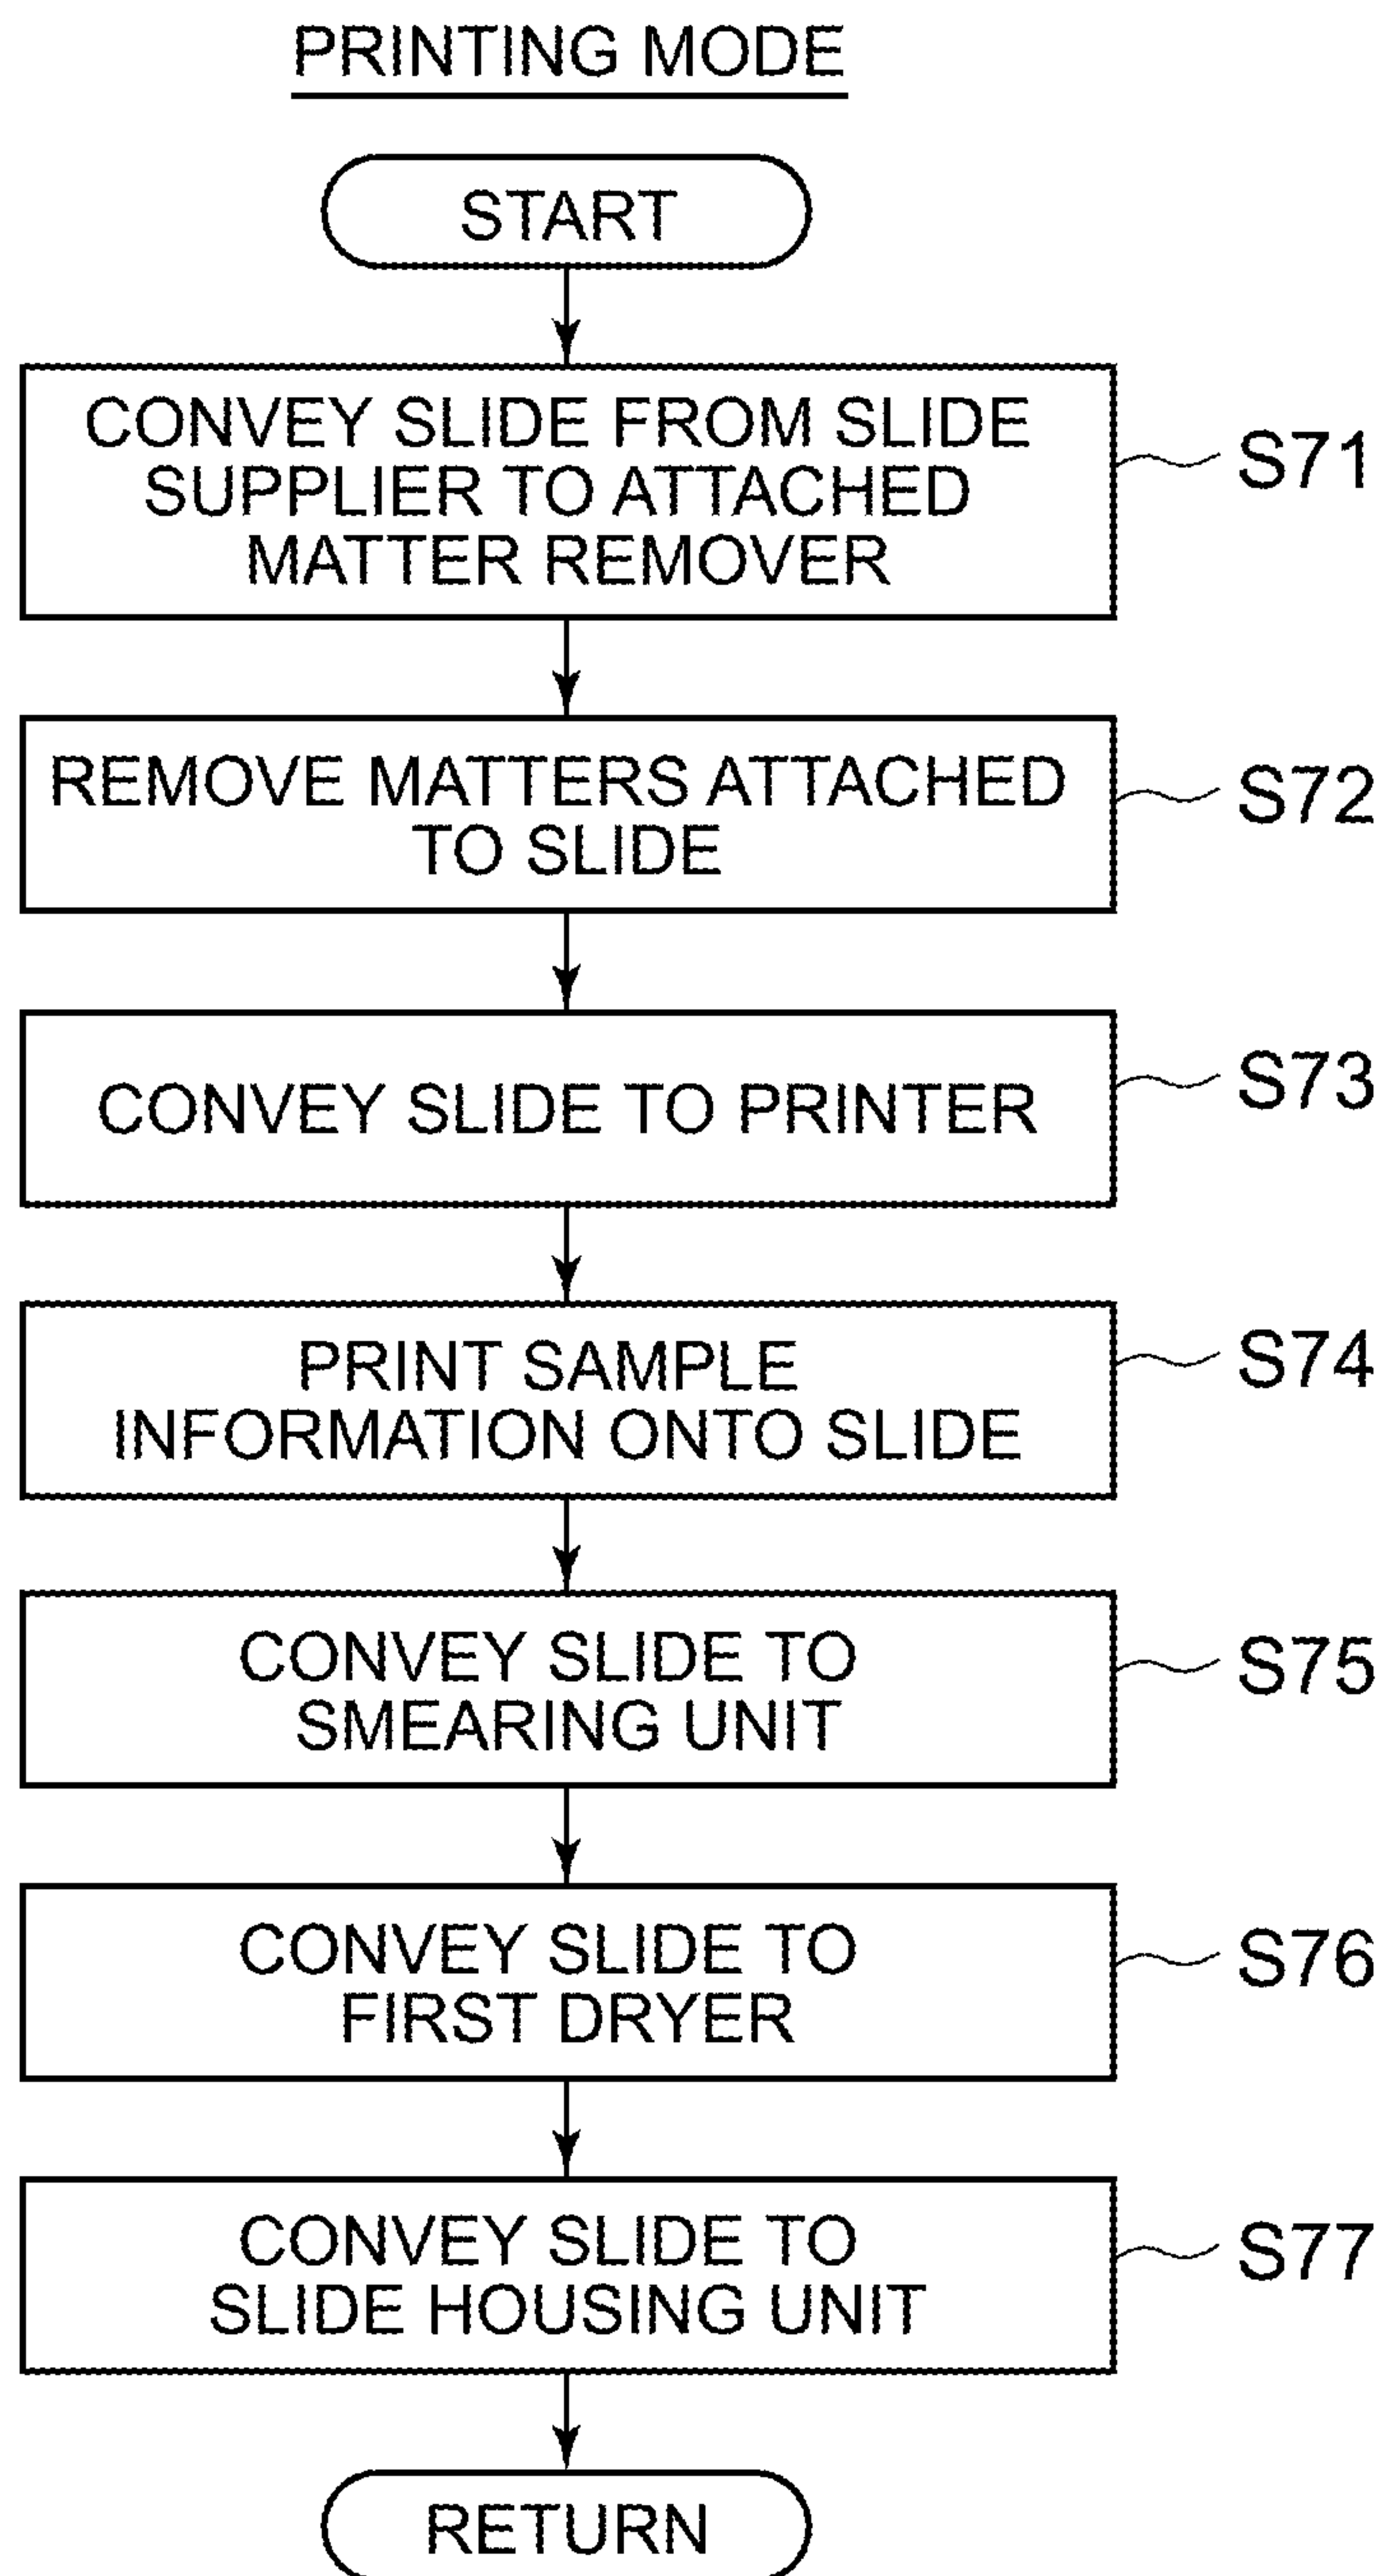 PRINTING MODE
START
CONVEY SLIDE FROM SLIDE
SUPPLIER TO ATTACHED
MATTER REMOVER
S71
REMOVE MATTERS ATTACHED
TO SLIDE
S72
CONVEY SLIDE TO PRINTER
S73
PRINT SAMPLE
INFORMATION ONTO SLIDE
S74
CONVEY SLIDE TO
SMEARING UNIT
S75
CONVEY SLIDE TO
FIRST DRYER
S76
CONVEY SLIDE TO
SLIDE HOUSING UNIT
S77
RETURN